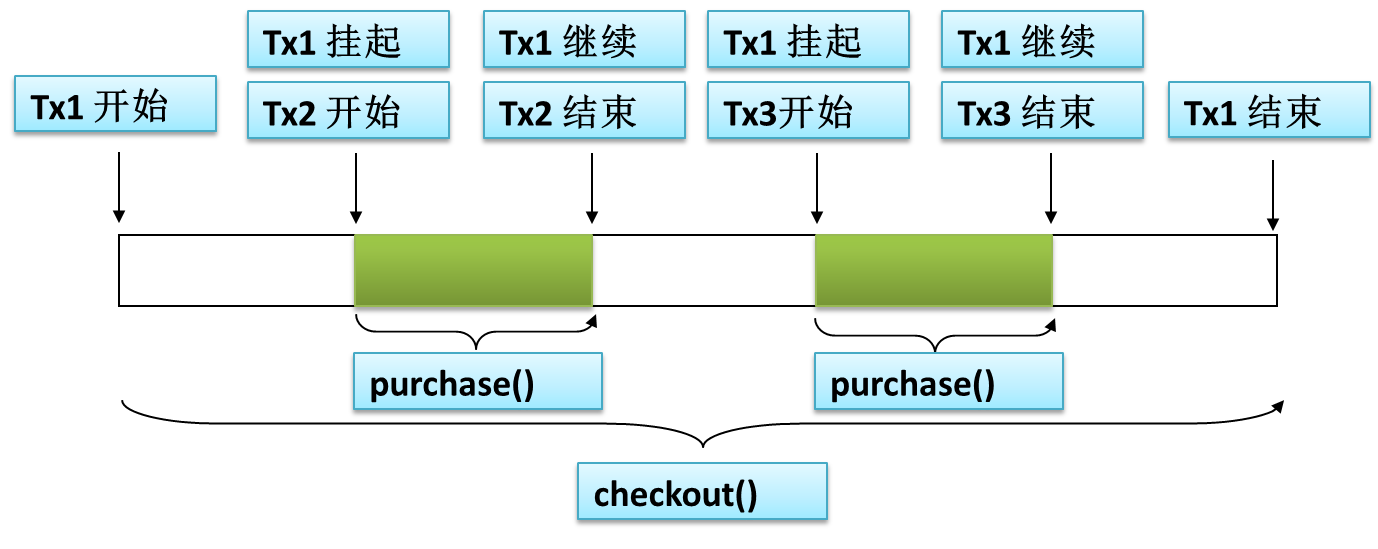 Tx1 挂起
Tx1 继续
Tx1 挂起
Tx1 继续
Tx1 开始
Tx2 开始
Tx2 结束
Tx3开始
Tx3 结束
Tx1 结束
purchase()
purchase()
checkout()